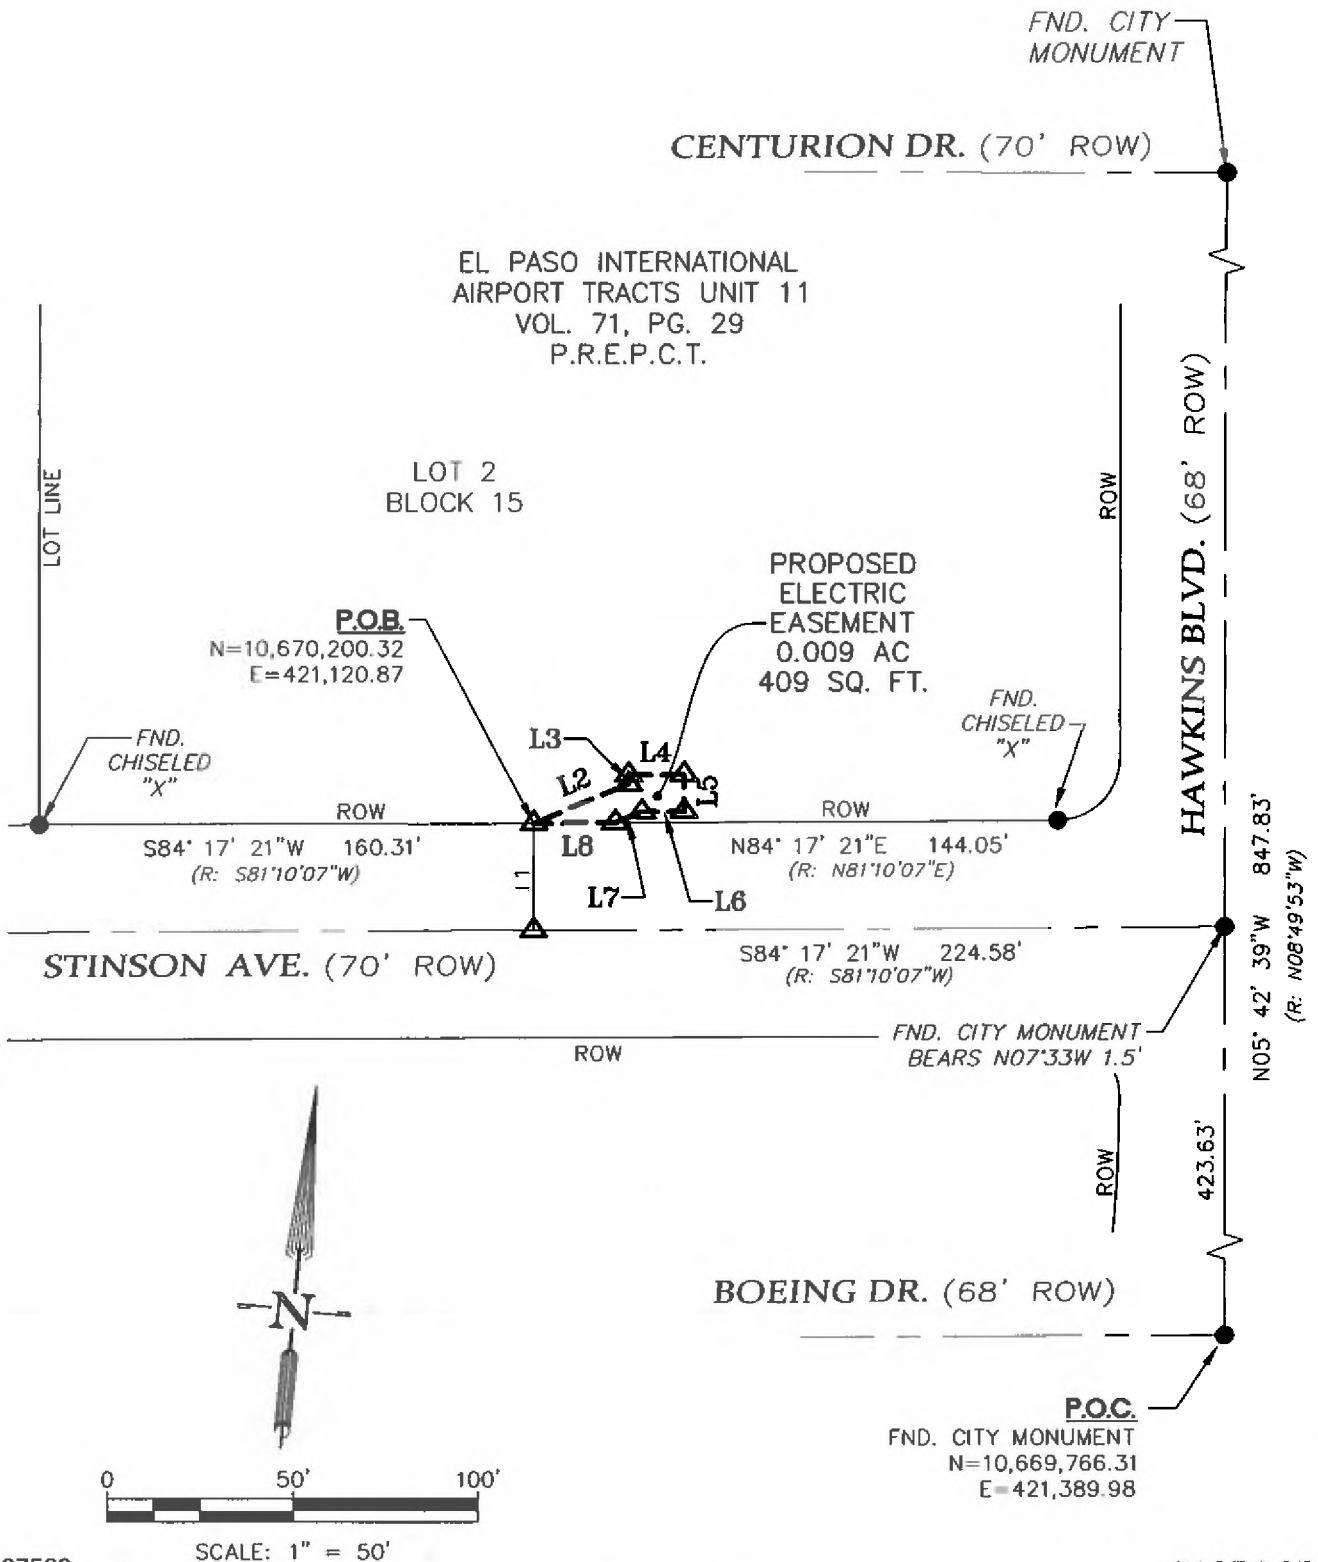 FND. CITY
MONUMENT
CENTURION DR. (70' ROW)
EL PASO INTERNATIONAL
AIRPORT TRACTS UNIT 11
VOL. 71, PG. 29
P.R.E.P.C.T.
LOT LINE
LOT 2
BLOCK 15
ROW
HAWKINS BLVD. (68' ROW)
PROPOSED
ELECTRIC
EASEMENT
0.009 AC
409 SQ. FT.
P.O.B.
N=10,670,200.32
E=421,120.87
FND.
CHISELED
"X"
FND.
CHISELED
"X"
L3
L4
L2
L5
ROW
ROW
S84° 17' 21"W 160.31'
(R: S81°10'07"W)
L8
N84° 17' 21"E 144.05'
(R: N81°10'07"E)
L1
L7
L6
STINSON AVE. (70' ROW)
S84° 17' 21"W 224.58'
(R: S81°10'07"W)
N05° 42' 39"W 847.83'
(R: N08°49'53"W)
FND. CITY MONUMENT
BEARS N07°33W 1.5'
ROW
ROW
423.63'
N
BOEING DR. (68' ROW)
P.O.C.
FND. CITY MONUMENT
N=10,669,766.31
E=421,389.98
0 50' 100'
SCALE: 1" = 50'